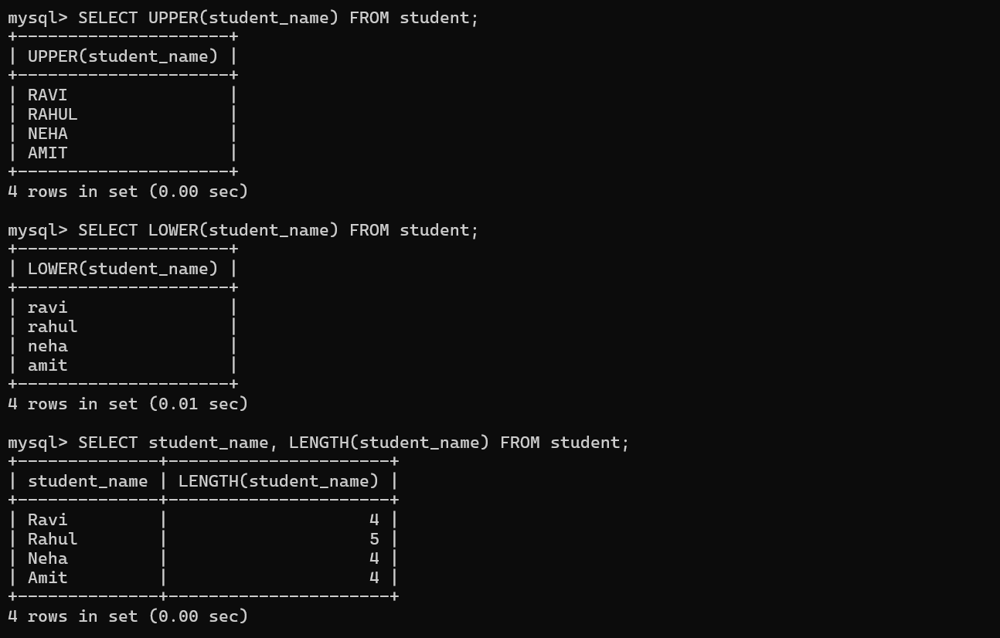 mysql> SELECT UPPER(student_name) FROM student;
+---------------------+
| UPPER(student_name) |
+---------------------+
| RAVI                |
| RAHUL               |
| NEHA                |
| AMIT                |
+---------------------+
4 rows in set (0.00 sec)

mysql> SELECT LOWER(student_name) FROM student;
+---------------------+
| LOWER(student_name) |
+---------------------+
| ravi                |
| rahul               |
| neha                |
| amit                |
+---------------------+
4 rows in set (0.01 sec)

mysql> SELECT student_name, LENGTH(student_name) FROM student;
+--------------+----------------------+
| student_name | LENGTH(student_name) |
+--------------+----------------------+
| Ravi         |                    4 |
| Rahul        |                    5 |
| Neha         |                    4 |
| Amit         |                    4 |
+--------------+----------------------+
4 rows in set (0.00 sec)